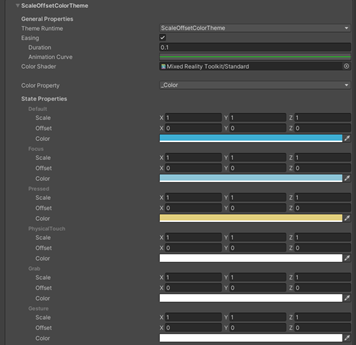 ScaleOffsetColorTheme
General Properties
Theme Runtime ScaleOffsetColorTheme
Easing
Duration 0.1
Animation Curve
Color Shader Mixed Reality Toolkit/Standard
Color Property _Color
State Properties
Default
Scale X 1 Y 1 Z 1
Offset X 0 Y 0 Z 0
Color
Focus
Scale X 1 Y 1 Z 1
Offset X 0 Y 0 Z 0
Color
Pressed
Scale X 1 Y 1 Z 1
Offset X 0 Y 0 Z 0
Color
PhysicalTouch
Scale X 1 Y 1 Z 1
Offset X 0 Y 0 Z 0
Color
Grab
Scale X 1 Y 1 Z 1
Offset X 0 Y 0 Z 0
Color
Gesture
Scale X 1 Y 1 Z 1
Offset X 0 Y 0 Z 0
Color